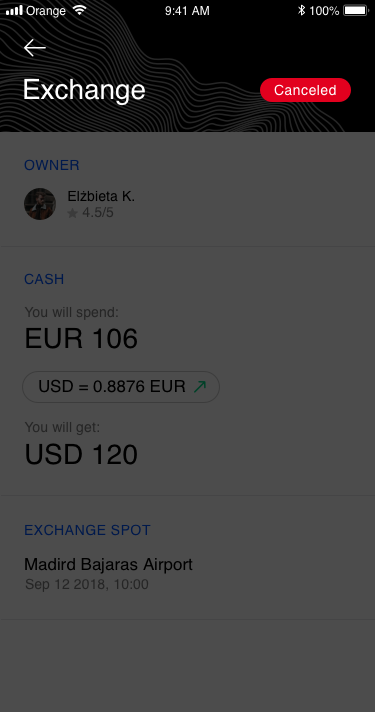 Orange 9:41 AM 100%
Exchange Canceled
OWNER
Elżbieta K.
4.5/5
CASH
You will spend:
EUR 106
USD = 0.8876 EUR
You will get:
USD 120
EXCHANGE SPOT
Madird Bajaras Airport
Sep 12 2018, 10:00